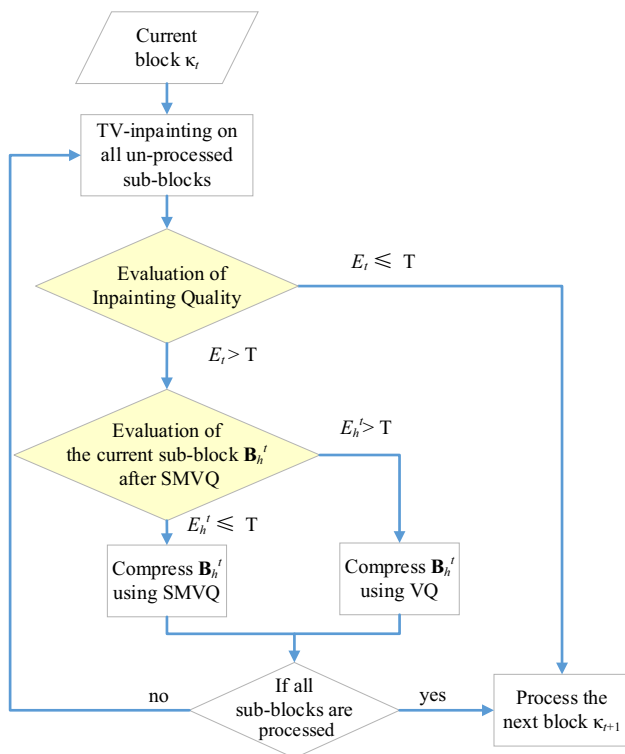 Current
block κₜ
TV-inpainting on
all un-processed
sub-blocks
Evaluation of
Inpainting Quality
Eₜ ⩽ T
Eₜ > T
Evaluation of
the current sub-block Bₕᵗ
after SMVQ
Eₕᵗ > T
Eₕᵗ ⩽ T
Compress Bₕᵗ
using SMVQ
Compress Bₕᵗ
using VQ
If all
sub-blocks are
processed
no
yes
Process the
next block κₜ₊₁